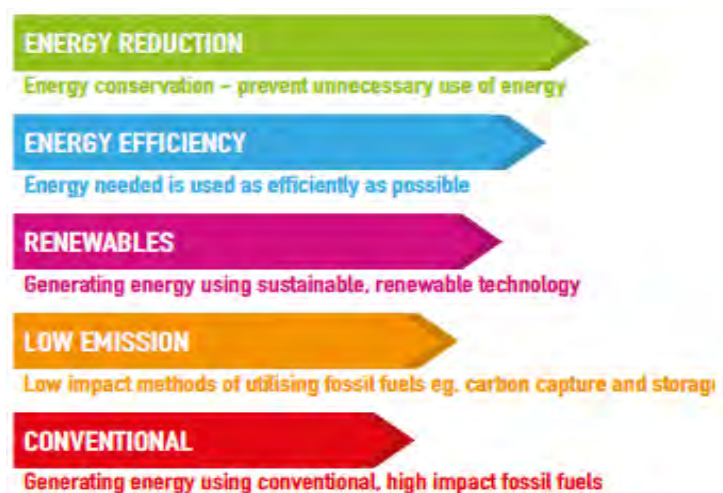 ENERGY REDUCTION
Energy conservation – prevent unnecessary use of energy
ENERGY EFFICIENCY
Energy needed is used as efficiently as possible
RENEWABLES
Generating energy using sustainable, renewable technology
LOW EMISSION
Low impact methods of utilising fossil fuels eg. carbon capture and storag
CONVENTIONAL
Generating energy using conventional, high impact fossil fuels